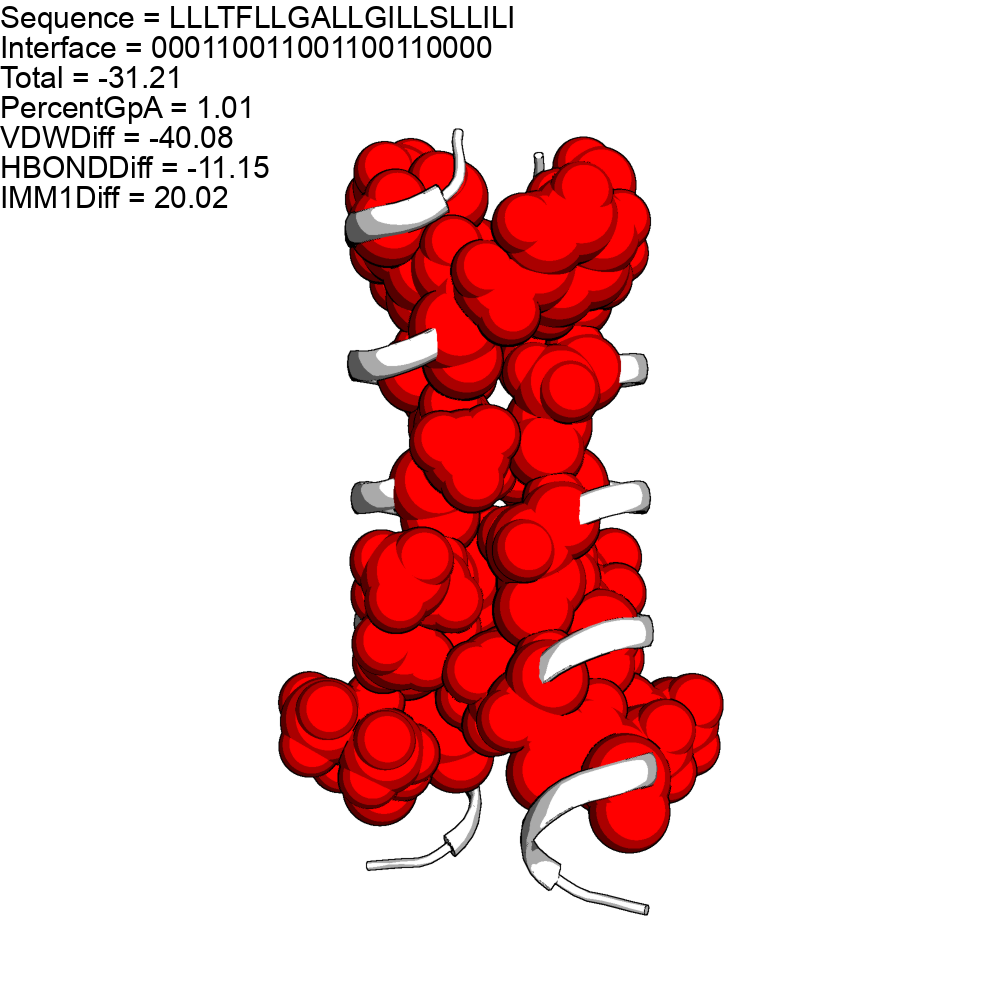 Sequence = LLLTFLLGALLGILLSLLILI
Interface = 000110011001100110000
Total = -31.21
PercentGpA = 1.01
VDWDiff = -40.08
HBONDDiff = -11.15
IMM1Diff = 20.02